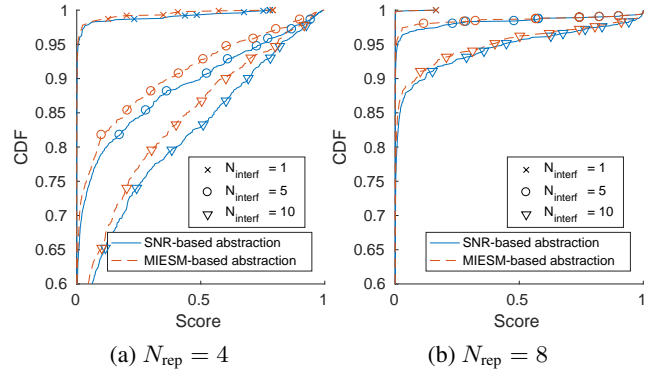 1
0.95
0.9
0.85
0.8
0.75
0.7
0.65
0.6
CDF
0
0.5
1
Score
N_interf = 1
N_interf = 5
N_interf = 10
SNR-based abstraction
MIESM-based abstraction
(a) N_rep = 4
1
0.95
0.9
0.85
0.8
0.75
0.7
0.65
0.6
CDF
0
0.5
1
Score
N_interf = 1
N_interf = 5
N_interf = 10
SNR-based abstraction
MIESM-based abstraction
(b) N_rep = 8